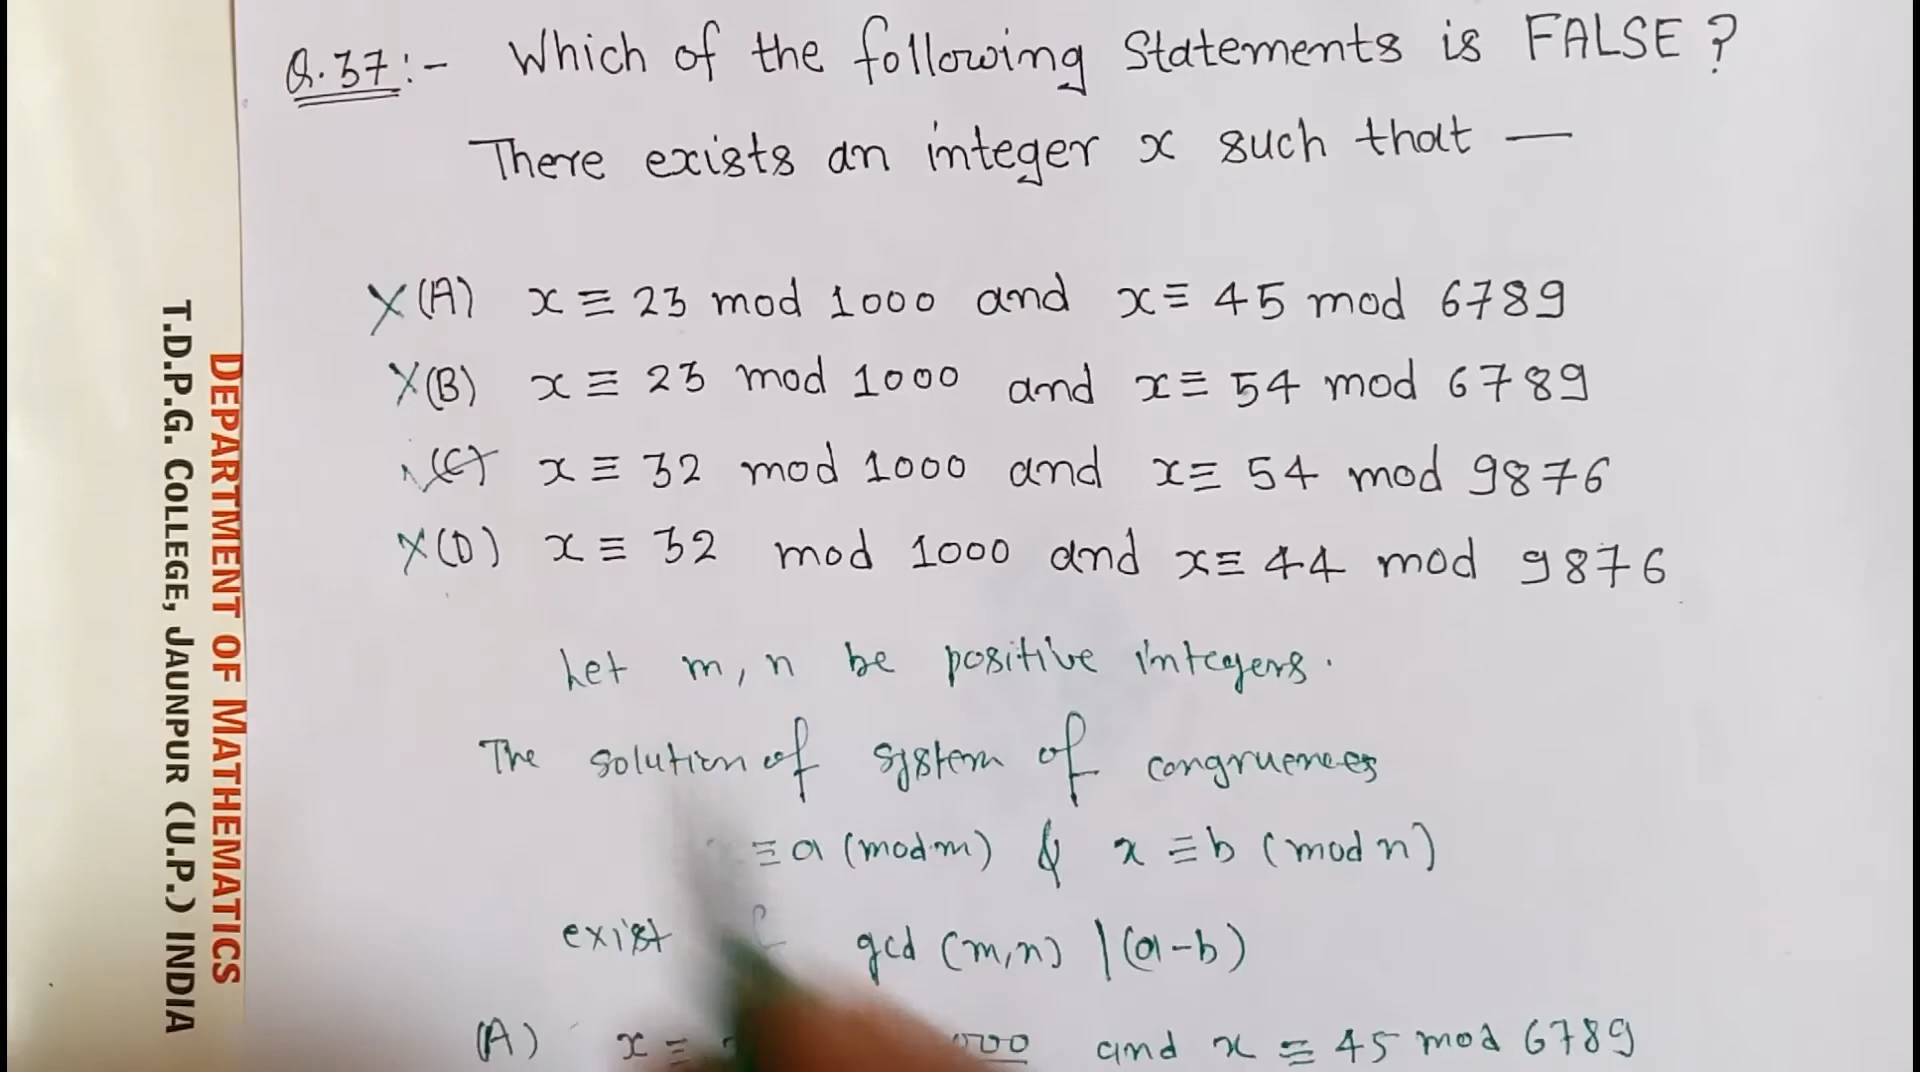 Q.37:- Which of the following Statements is FALSE ?
There exists an integer x such that —
X(A) x ≡ 23 mod 1000 and x ≡ 45 mod 6789
X(B) x ≡ 23 mod 1000 and x ≡ 54 mod 6789
(C) x ≡ 32 mod 1000 and x ≡ 54 mod 9876
X(D) x ≡ 32 mod 1000 and x ≡ 44 mod 9876
Let m, n be positive integers.
The solution of system of congruences
≡ a (mod m) & x ≡ b (mod n)
exist gcd (m,n) | (a-b)
(A) x ≡ and x ≡ 45 mod 6789
DEPARTMENT OF MATHEMATICS
T.D.P.G. COLLEGE, JAUNPUR (U.P.) INDIA